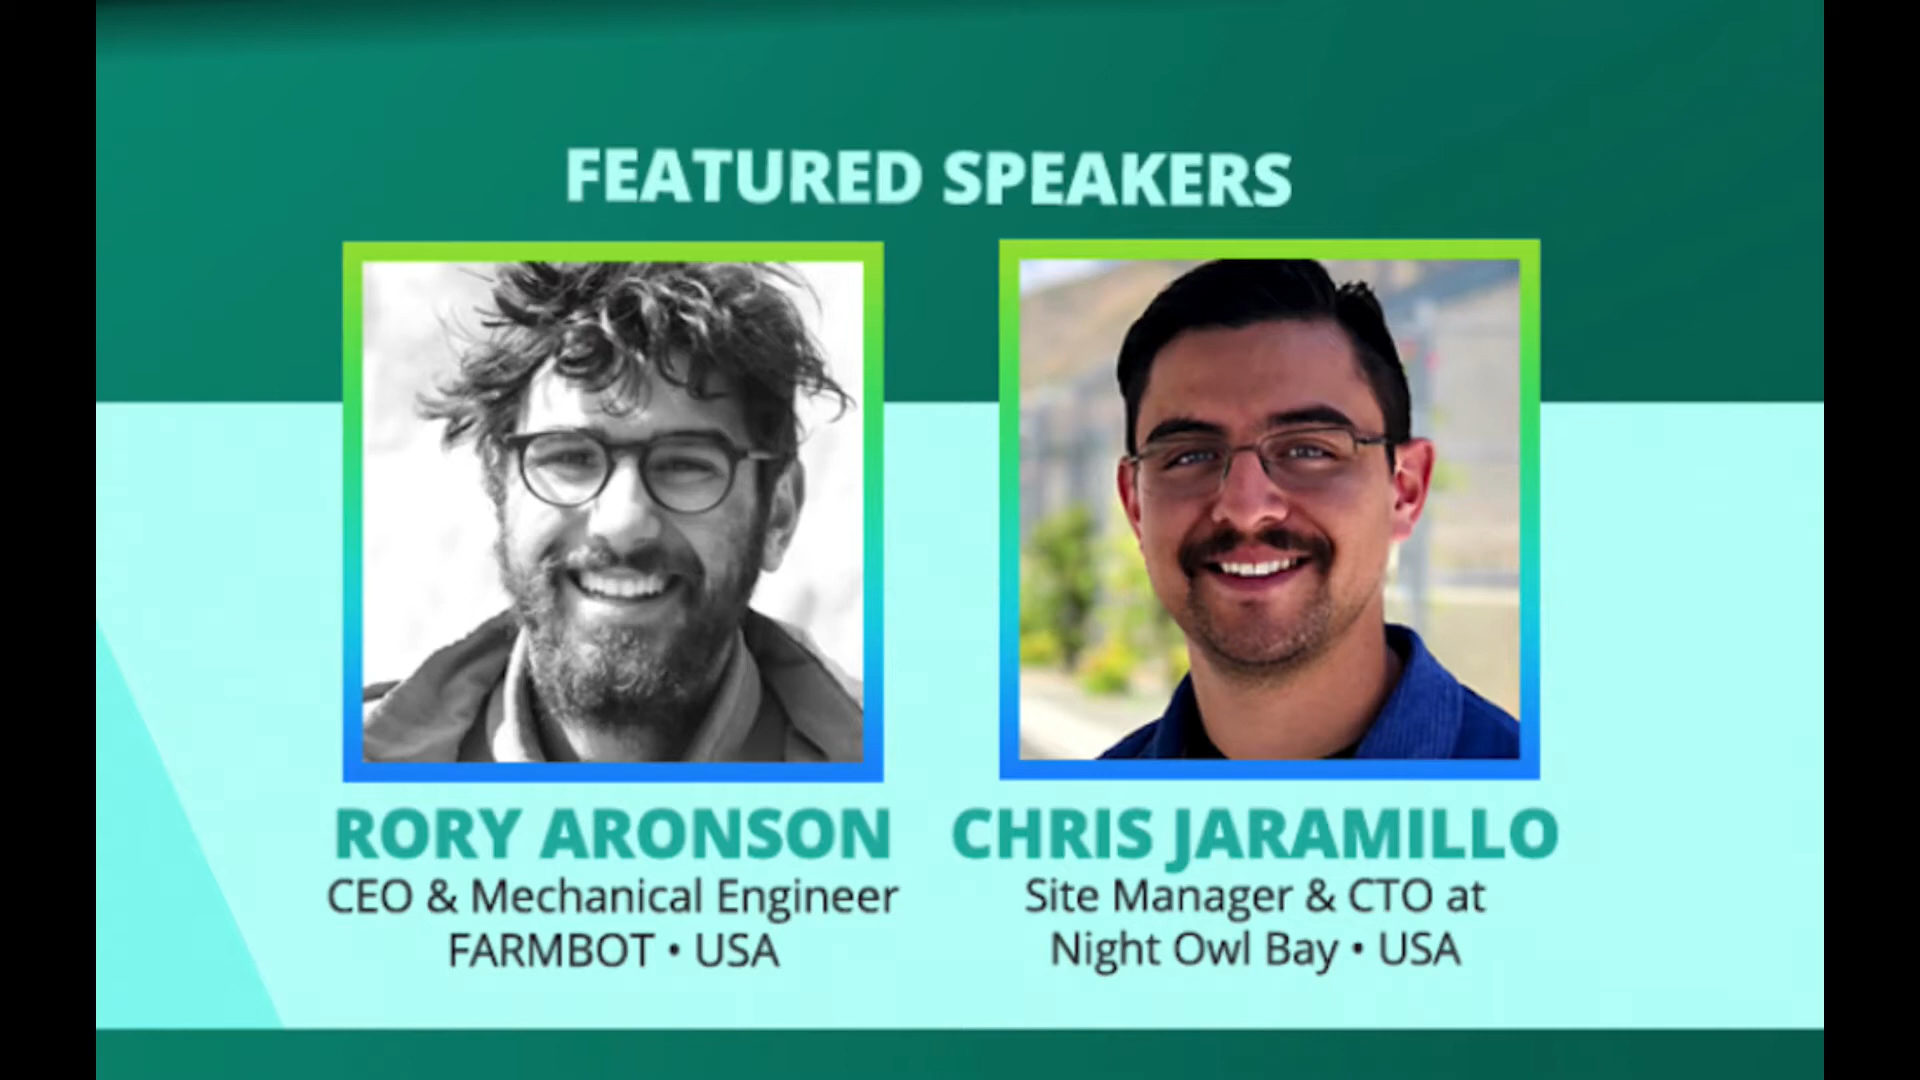 FEATURED SPEAKERS
RORY ARONSON
CEO & Mechanical Engineer
FARMBOT • USA
CHRIS JARAMILLO
Site Manager & CTO at
Night Owl Bay • USA